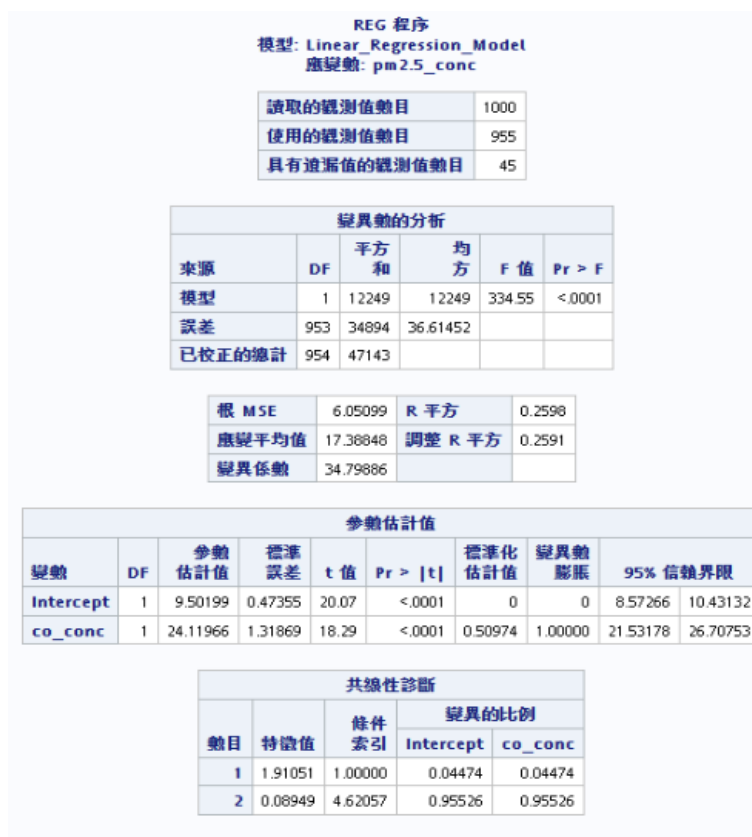 REG 程序
模型: Linear_Regression_Model
應變數: pm2.5_conc
讀取的觀測值數目 1000
使用的觀測值數目 955
具有遺漏值的觀測值數目 45
變異數的分析
來源 DF 平方和 均方 F 值 Pr > F
模型 1 12249 12249 334.55 <.0001
誤差 953 34894 36.61452
已校正的總計 954 47143
根 MSE 6.05099 R 平方 0.2598
應變平均值 17.38848 調整 R 平方 0.2591
變異係數 34.79886
參數估計值
變數 DF 參數估計值 標準誤差 t 值 Pr > |t| 標準化估計值 變異數膨脹 95% 信賴界限
Intercept 1 9.50199 0.47355 20.07 <.0001 0 0 8.57266 10.43132
co_conc 1 24.11966 1.31869 18.29 <.0001 0.50974 1.00000 21.53178 26.70753
共線性診斷
數目 特徵值 條件索引 變異的比例
Intercept co_conc
1 1.91051 1.00000 0.04474 0.04474
2 0.08949 4.62057 0.95526 0.95526